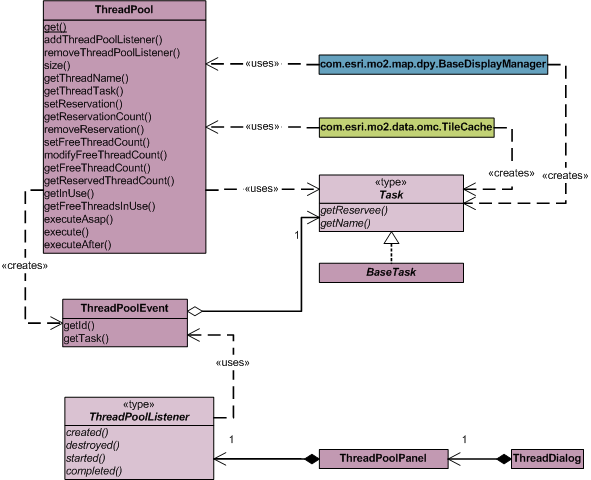 ThreadPool
get()
addThreadPoolListener()
removeThreadPoolListener()
size()
getThreadName()
getThreadTask()
setReservation()
getReservationCount()
removeReservation()
setFreeThreadCount()
modifyFreeThreadCount()
getFreeThreadCount()
getReservedThreadCount()
getInUse()
getFreeThreadsInUse()
executeAsap()
execute()
executeAfter()
«uses»
com.esri.mo2.map.dpy.BaseDisplayManager
«uses»
com.esri.mo2.data.omc.TileCache
«creates»
«creates»
«uses»
«type»
Task
getReservee()
getName()
1
BaseTask
«creates»
ThreadPoolEvent
getId()
getTask()
«uses»
«type»
ThreadPoolListener
created()
destroyed()
started()
completed()
1
ThreadPoolPanel
1
ThreadDialog